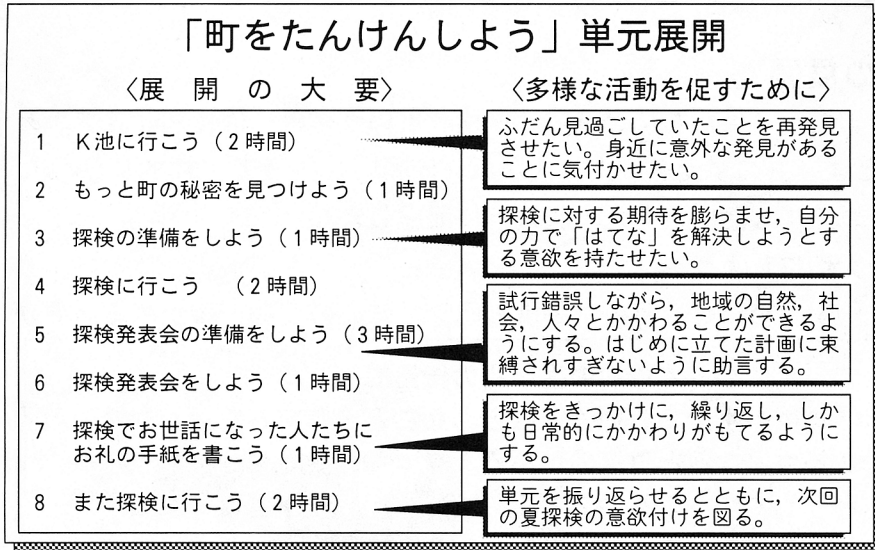 「町をたんけんしよう」単元展開
〈展開の大要〉
1 K池に行こう（2時間）
2 もっと町の秘密を見つけよう（1時間）
3 探検の準備をしよう（1時間）
4 探検に行こう （2時間）
5 探検発表会の準備をしよう（3時間）
6 探検発表会をしよう（1時間）
7 探検でお世話になった人たちに
お礼の手紙を書こう（1時間）
8 また探検に行こう（2時間）
〈多様な活動を促すために〉
ふだん見過ごしていたことを再発見
させたい。身近に意外な発見がある
ことに気付かせたい。
探検に対する期待を膨らませ，自分
の力で「はてな」を解決しようとす
る意欲を持たせたい。
試行錯誤しながら，地域の自然，社
会，人々とかかわることができるよ
うにする。はじめに立てた計画に束
縛されすぎないように助言する。
探検をきっかけに，繰り返し，しか
も日常的にかかわりがもてるように
する。
単元を振り返らせるとともに，次回
の夏探検の意欲付けを図る。